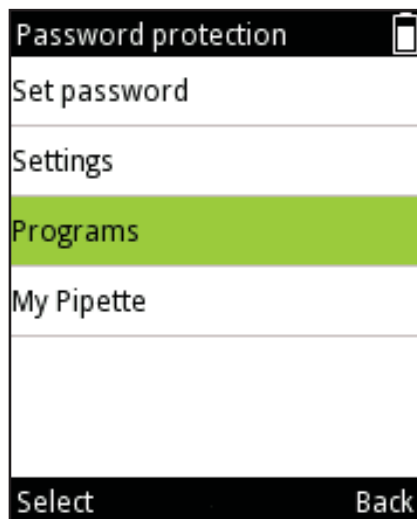 Password protection
Set password
Settings
Programs
My Pipette
Select Back